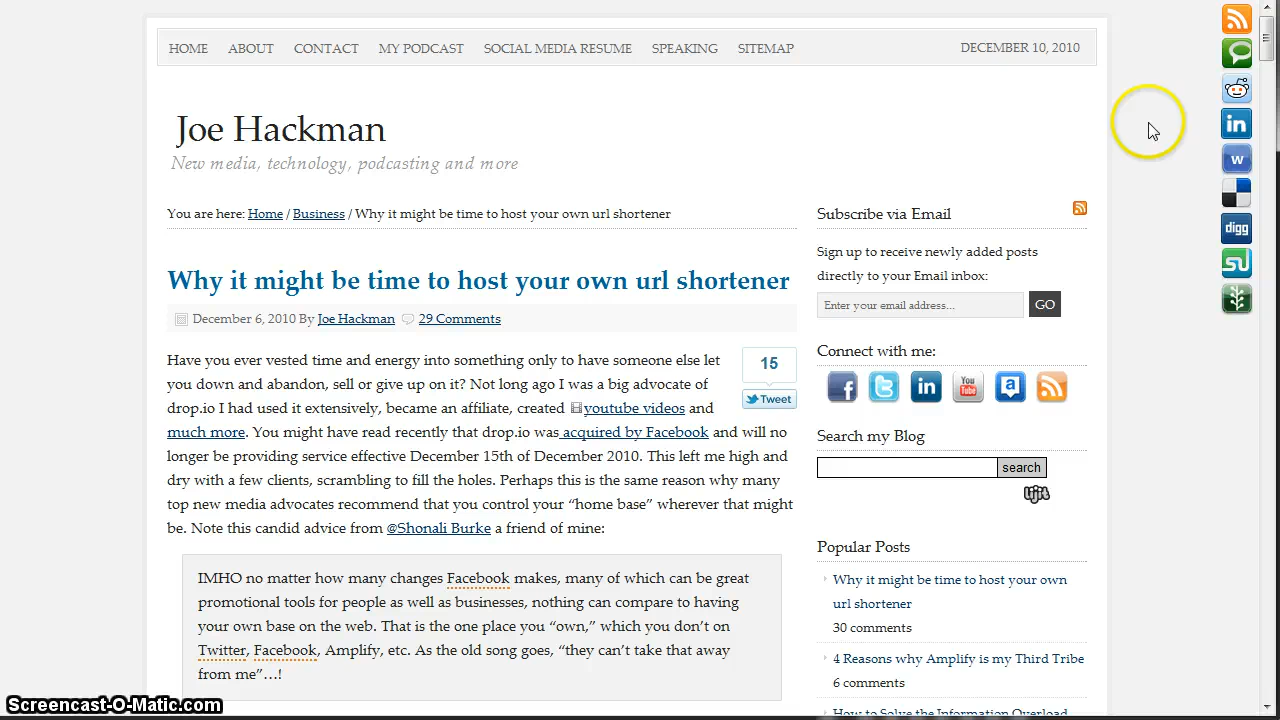 HOME ABOUT CONTACT MY PODCAST SOCIAL MEDIA RESUME SPEAKING SITEMAP DECEMBER 10, 2010
Joe Hackman
New media, technology, podcasting and more
You are here: Home / Business / Why it might be time to host your own url shortener
Why it might be time to host your own url shortener
December 6, 2010 By Joe Hackman 29 Comments
15
Tweet
Have you ever vested time and energy into something only to have someone else let
you down and abandon, sell or give up on it? Not long ago I was a big advocate of
drop.io I had used it extensively, became an affiliate, created youtube videos and
much more. You might have read recently that drop.io was acquired by Facebook and will no
longer be providing service effective December 15th of December 2010. This left me high and
dry with a few clients, scrambling to fill the holes. Perhaps this is the same reason why many
top new media advocates recommend that you control your “home base” wherever that might
be. Note this candid advice from @Shonali Burke a friend of mine:
IMHO no matter how many changes Facebook makes, many of which can be great
promotional tools for people as well as businesses, nothing can compare to having
your own base on the web. That is the one place you “own,” which you don’t on
Twitter, Facebook, Amplify, etc. As the old song goes, “they can’t take that away
from me”…!
Subscribe via Email
Sign up to receive newly added posts
directly to your Email inbox:
Enter your email address... GO
Connect with me:
f t in You Tube a
Search my Blog
search
lijit
Popular Posts
Why it might be time to host your own
url shortener
30 comments
4 Reasons why Amplify is my Third Tribe
6 comments
How to Solve the Information Overload
in
w
digg
su
Screencast-O-Matic.com